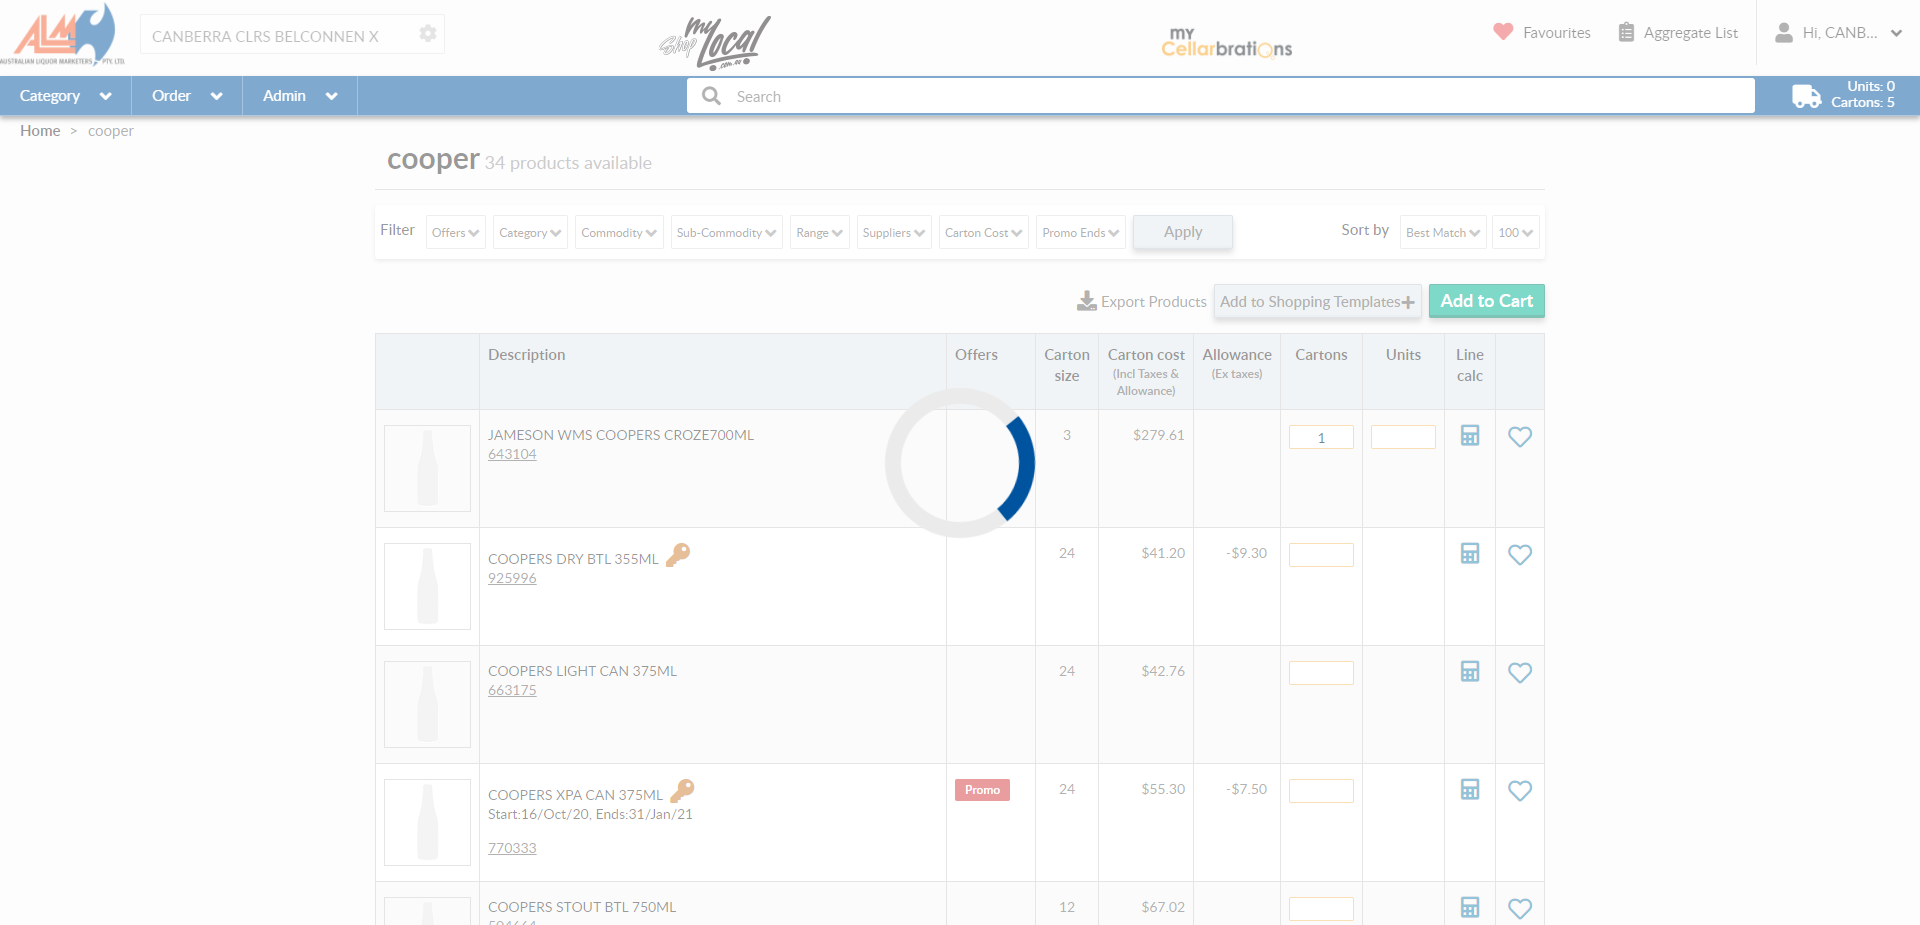 ALM
AUSTRALIAN LIQUOR MARKETERS PTY. LTD.
CANBERRA CLRS BELCONNEN X
Shop my Local .com.au
my Cellarbrations
Favourites
Aggregate List
Hi, CANB...
Category
Order
Admin
Search
Units: 0
Cartons: 5
Home > cooper
cooper 34 products available
Filter Offers Category Commodity Sub-Commodity Range Suppliers Carton Cost Promo Ends Apply Sort by Best Match 100
Export Products Add to Shopping Templates+ Add to Cart
Description Offers Carton size Carton cost (Incl Taxes & Allowance) Allowance (Ex taxes) Cartons Units Line calc
JAMESON WMS COOPERS CROZE700ML 3 $279.61 1
643104
COOPERS DRY BTL 355ML 24 $41.20 -$9.30
925996
COOPERS LIGHT CAN 375ML 24 $42.76
663175
COOPERS XPA CAN 375ML Promo 24 $55.30 -$7.50
Start:16/Oct/20, Ends:31/Jan/21
770333
COOPERS STOUT BTL 750ML 12 $67.02